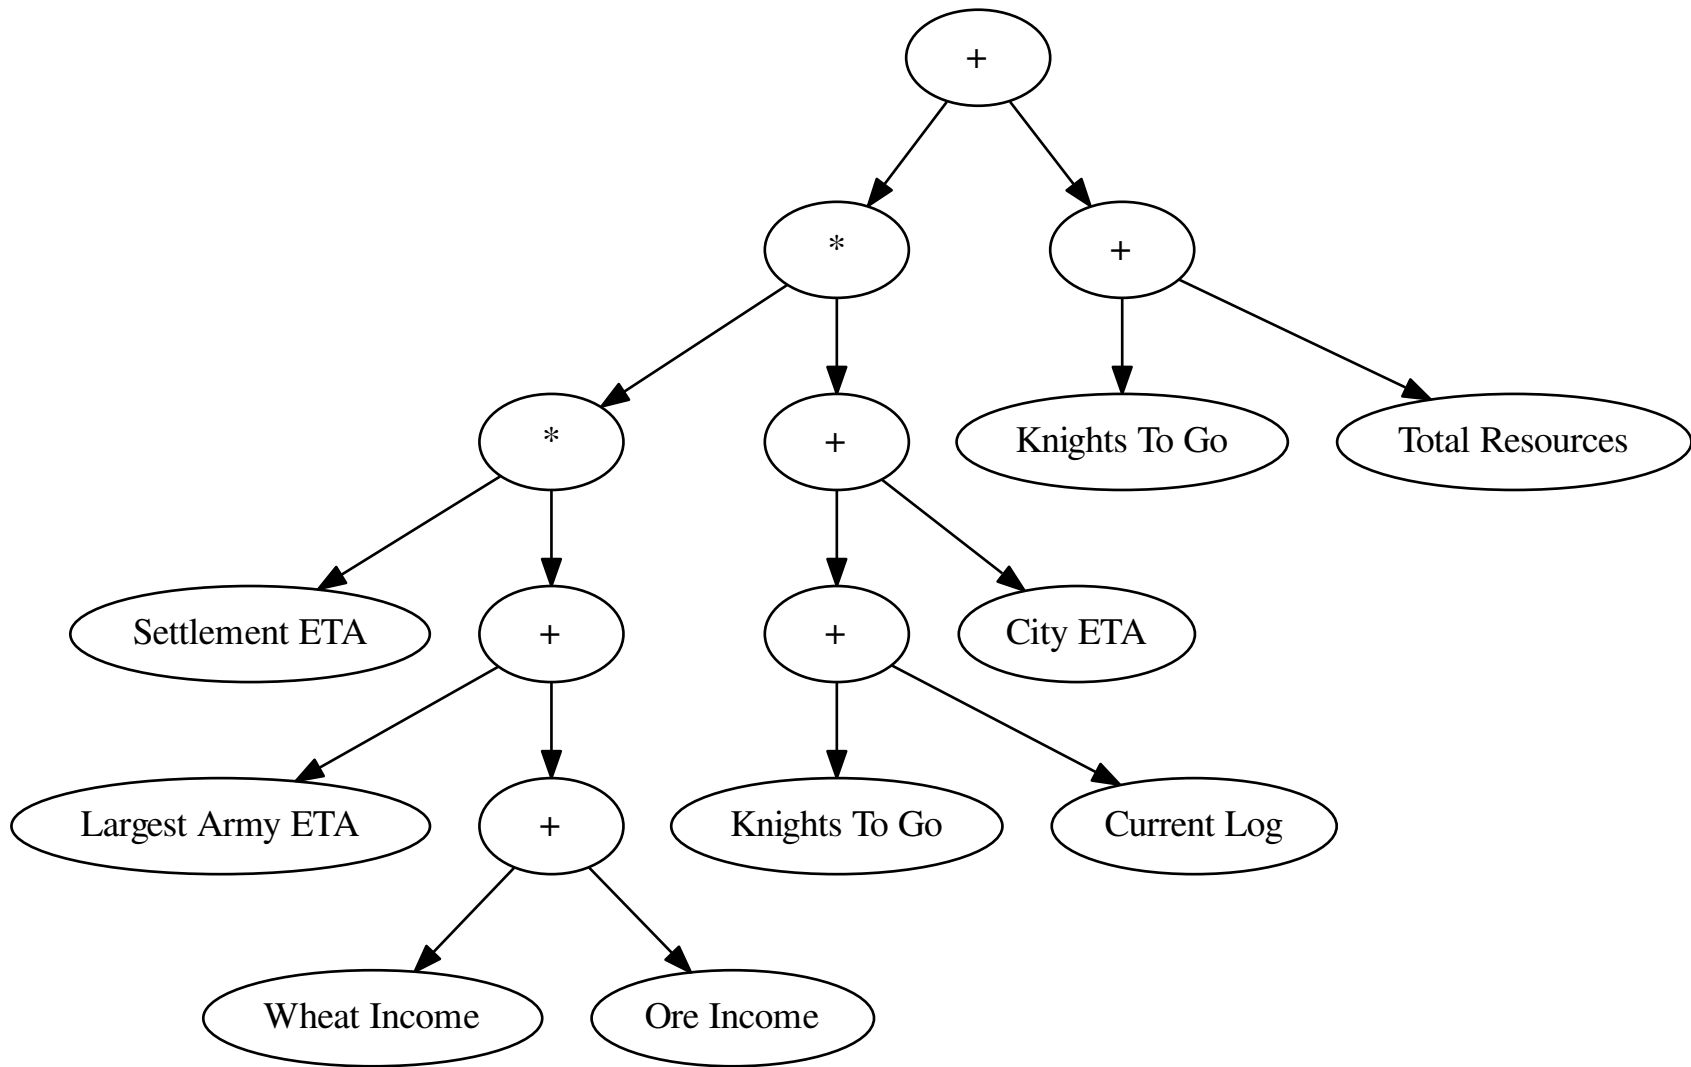 +
*
+
*
+
Knights To Go
Total Resources
Settlement ETA
+
+
City ETA
Largest Army ETA
+
Knights To Go
Current Log
Wheat Income
Ore Income